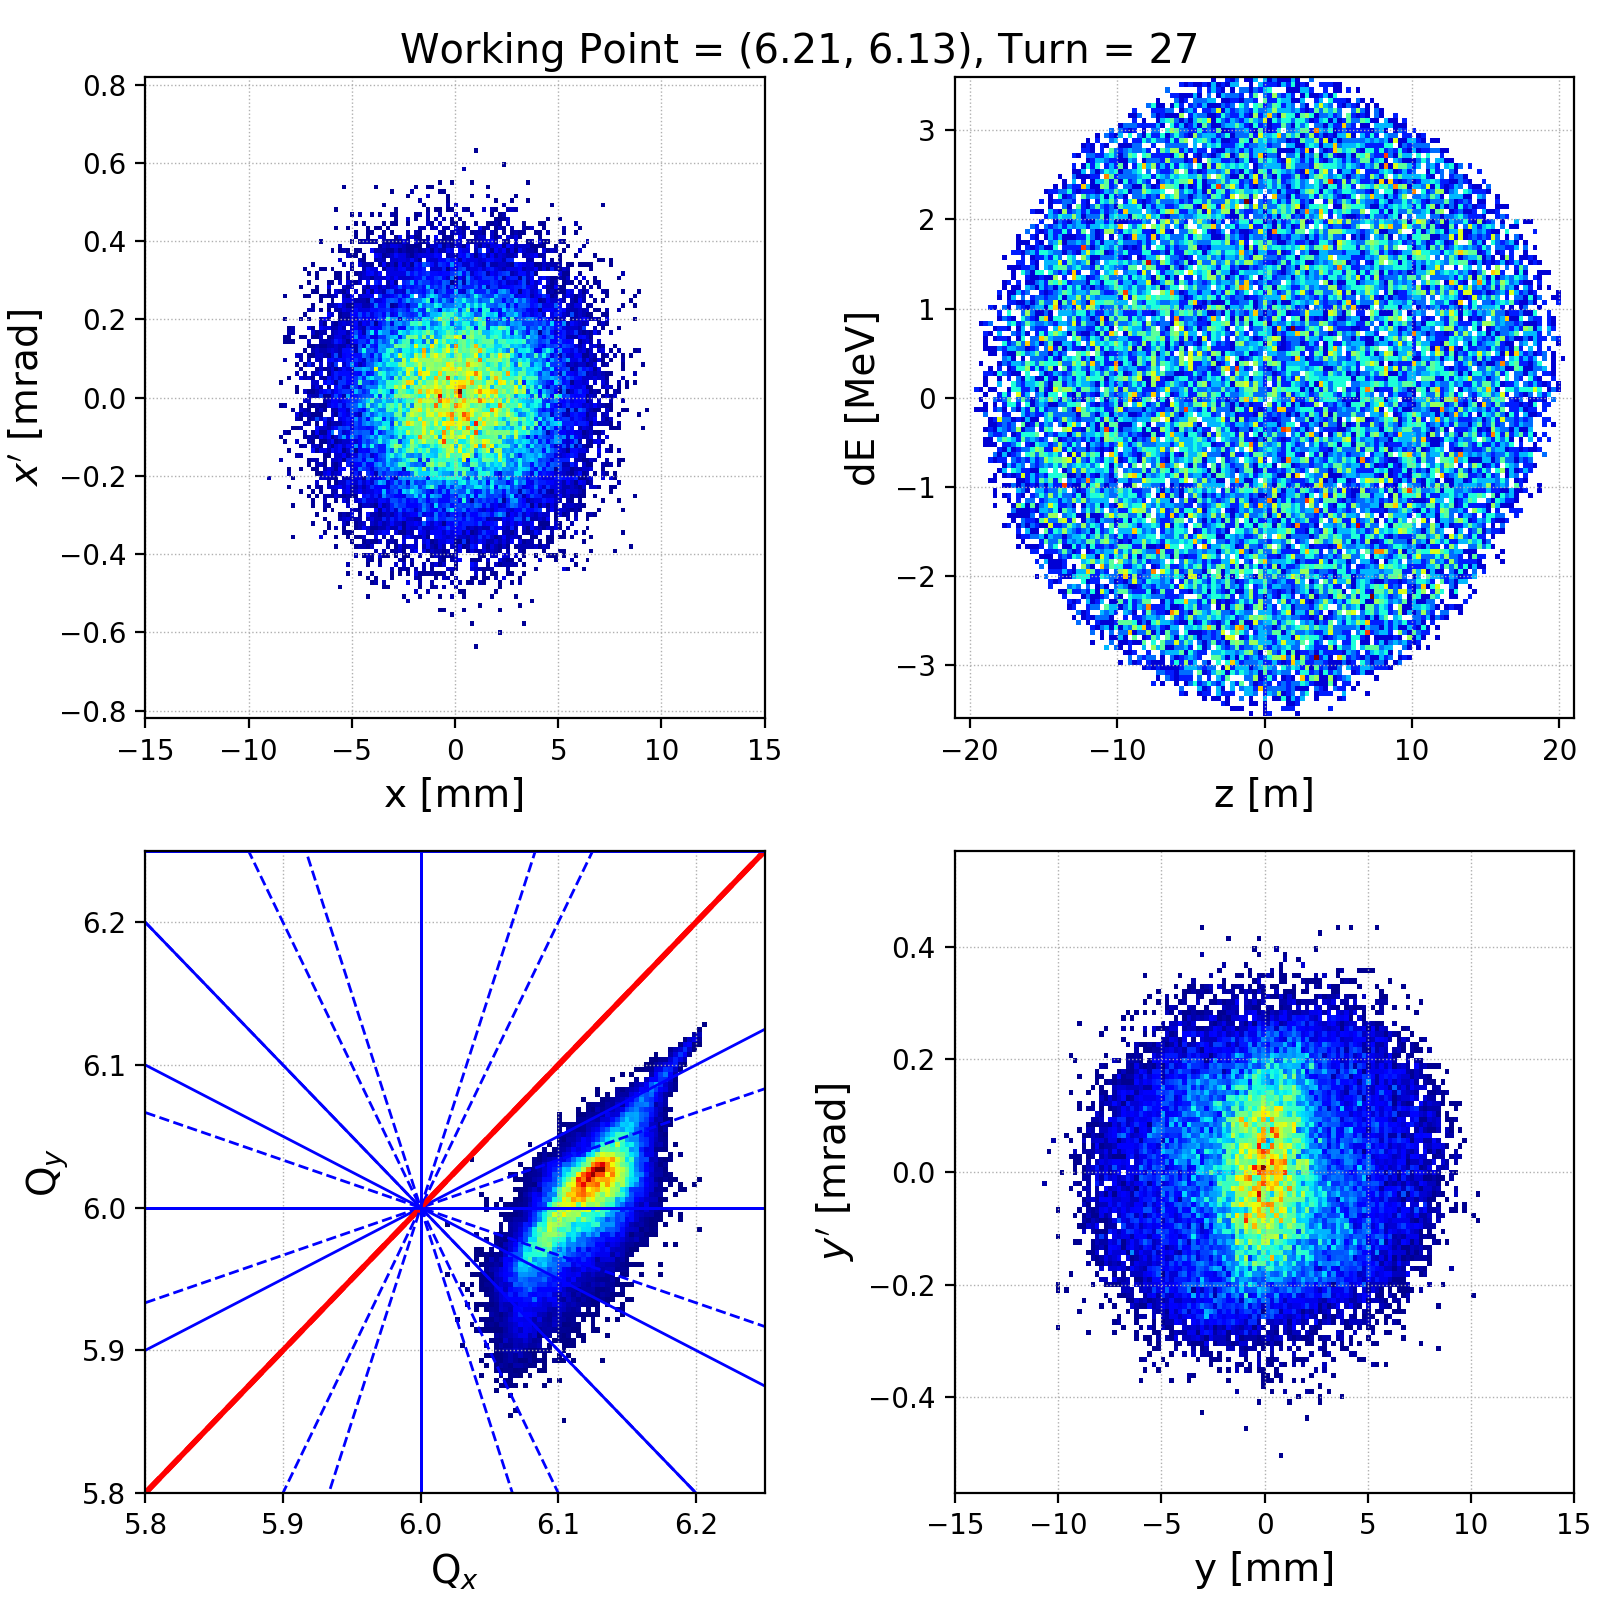 Working Point = (6.21, 6.13), Turn = 27
0.8
0.6
0.4
0.2
0.0
−0.2
−0.4
−0.6
−0.8
x′ [mrad]
−15 −10 −5 0 5 10 15
x [mm]
3
2
1
0
−1
−2
−3
dE [MeV]
−20 −10 0 10 20
z [m]
6.2
6.1
6.0
5.9
5.8
Qy
5.8 5.9 6.0 6.1 6.2
Qx
0.4
0.2
0.0
−0.2
−0.4
y′ [mrad]
−15 −10 −5 0 5 10 15
y [mm]